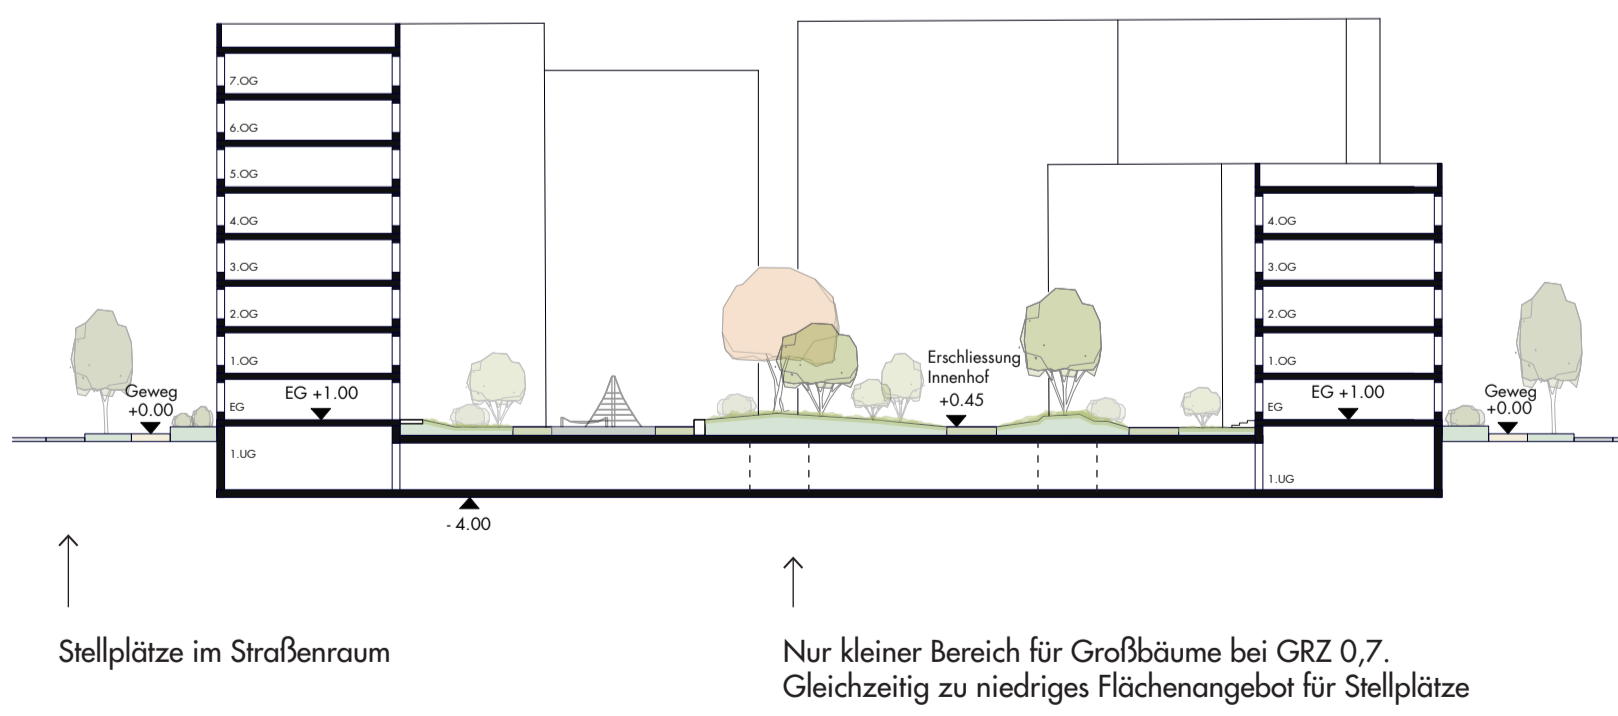 7.OG
6.OG
5.OG
4.OG
3.OG
2.OG
1.OG
EG
EG +1.00
1.UG
Geweg
+0.00
- 4.00
Erschliessung
Innenhof
+0.45
4.OG
3.OG
2.OG
1.OG
EG
EG +1.00
1.UG
Geweg
+0.00
Stellplätze im Straßenraum
Nur kleiner Bereich für Großbäume bei GRZ 0,7.
Gleichzeitig zu niedriges Flächenangebot für Stellplätze